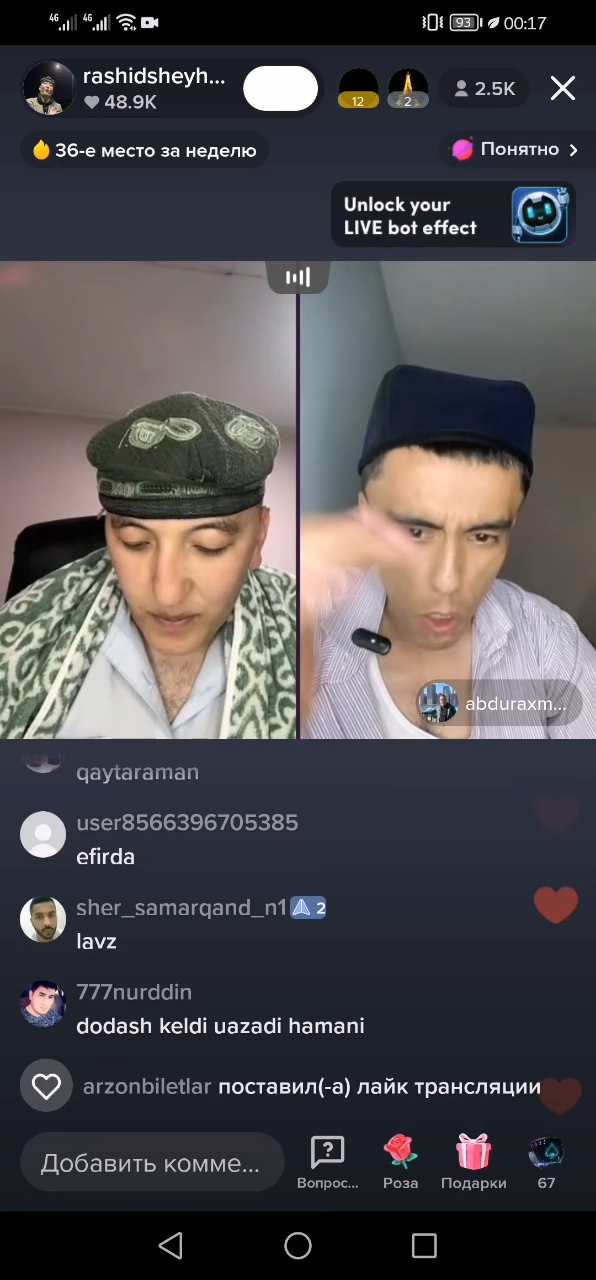 4G 4G 93 00:17
rashidsheyh...
48.9K
12
2
2.5K
36-е место за неделю
Понятно
Unlock your
LIVE bot effect
abduraxm...
qaytaraman
user8566396705385
efirda
sher_samarqand_n1 2
lavz
777nurddin
dodash keldi uazadi hamani
arzonbiletlar поставил(-а) лайк трансляции
Добавить комме...
Вопрос...
Роза
Подарки
67